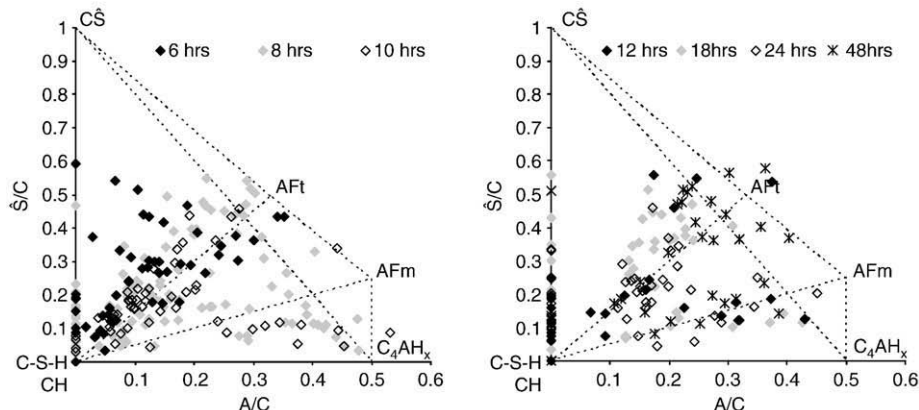 CŜ
1
0.9
0.8
0.7
0.6
0.5
0.4
0.3
0.2
0.1
Ŝ/C
6 hrs 8 hrs 10 hrs
AFt
AFm
C₄AHₓ
C-S-H
CH
0.1 0.2 0.3 0.4 0.5 0.6
A/C
CŜ
1
0.9
0.8
0.7
0.6
0.5
0.4
0.3
0.2
0.1
Ŝ/C
12 hrs 18hrs 24 hrs 48hrs
AFt
AFm
C₄AHₓ
C-S-H
CH
0.1 0.2 0.3 0.4 0.5 0.6
A/C